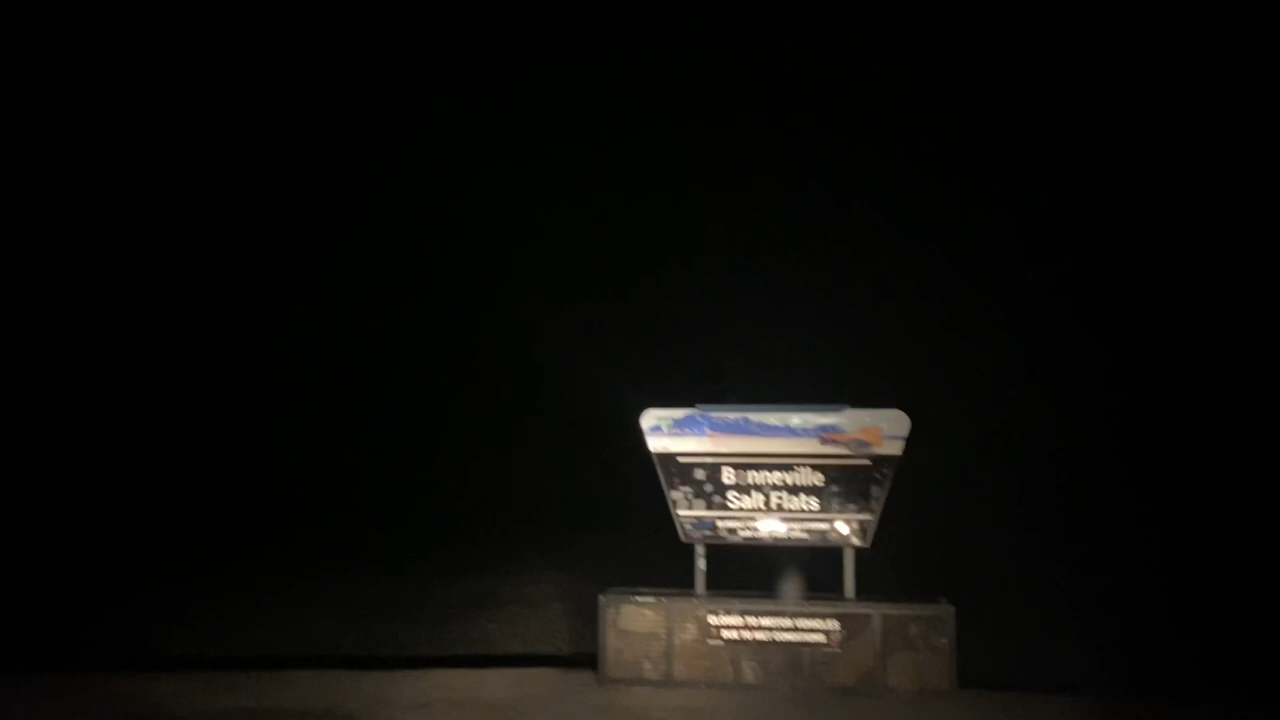 Bonneville
Salt Flats
CLOSED TO MOTOR VEHICLES
DUE TO WET CONDITIONS